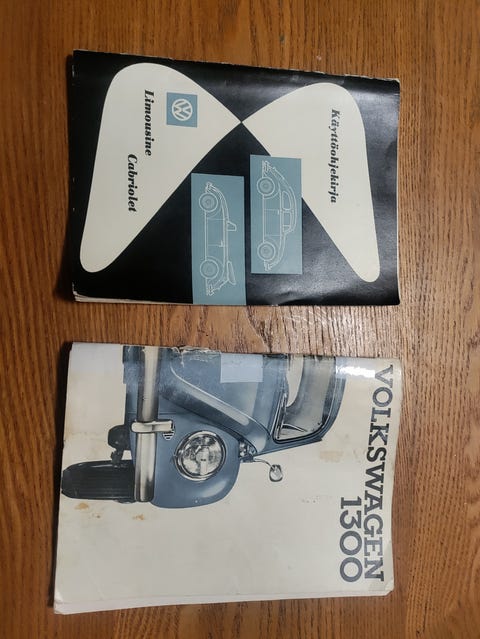 Käyttöohjekirja
VW
Limousine Cabriolet
VOLKSWAGEN
1300